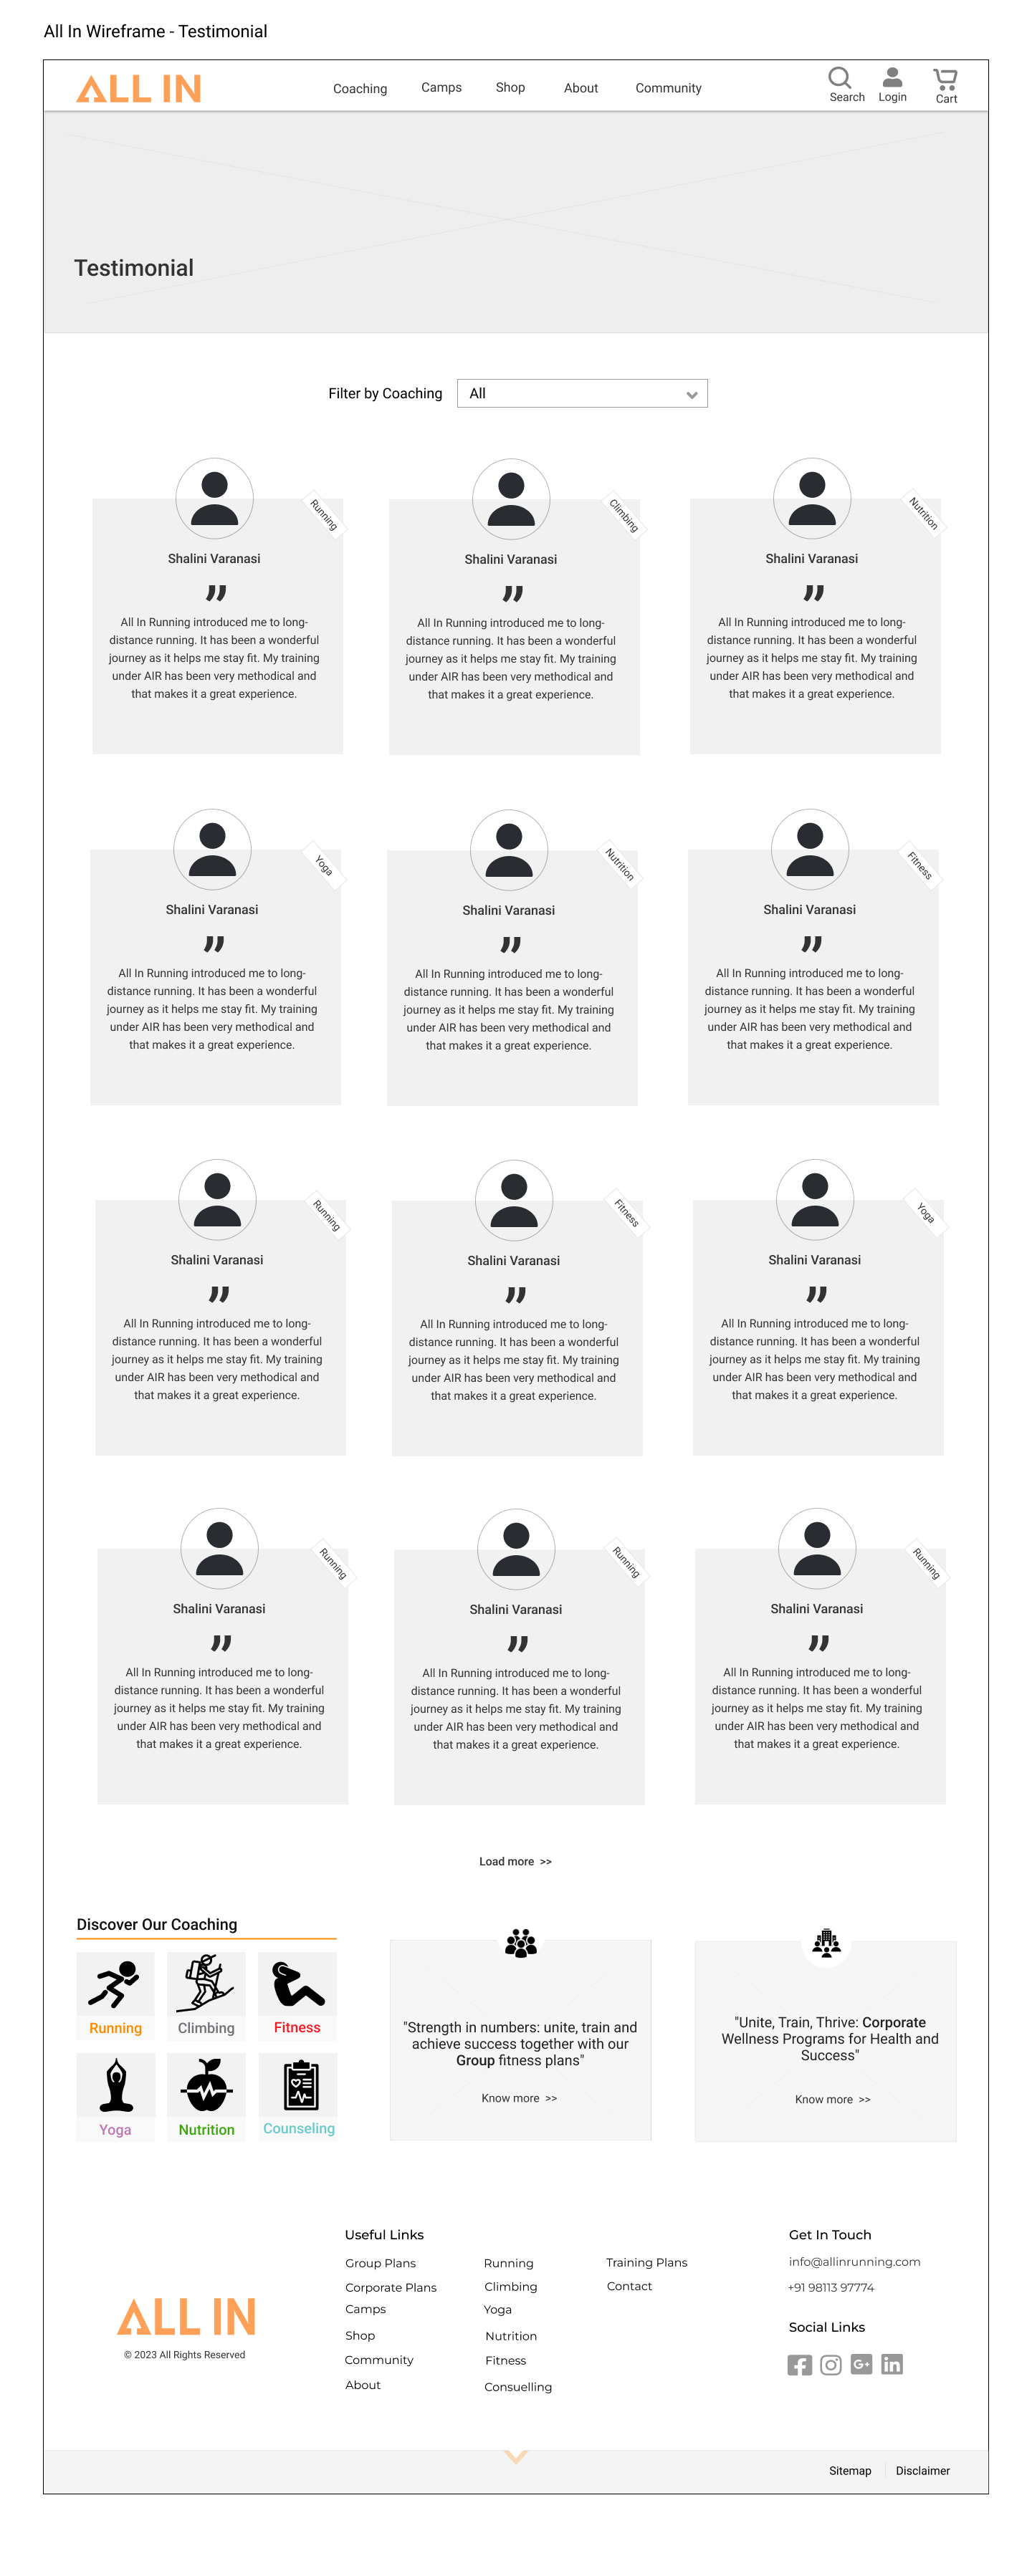 All In Wireframe - Testimonial
ALL IN
Coaching Camps Shop About Community
Search Login Cart
Testimonial
Filter by Coaching All
Running
Shalini Varanasi
”
All In Running introduced me to long-
distance running. It has been a wonderful
journey as it helps me stay fit. My training
under AIR has been very methodical and
that makes it a great experience.
Climbing
Shalini Varanasi
”
All In Running introduced me to long-
distance running. It has been a wonderful
journey as it helps me stay fit. My training
under AIR has been very methodical and
that makes it a great experience.
Nutrition
Shalini Varanasi
”
All In Running introduced me to long-
distance running. It has been a wonderful
journey as it helps me stay fit. My training
under AIR has been very methodical and
that makes it a great experience.
Yoga
Shalini Varanasi
”
All In Running introduced me to long-
distance running. It has been a wonderful
journey as it helps me stay fit. My training
under AIR has been very methodical and
that makes it a great experience.
Nutrition
Shalini Varanasi
”
All In Running introduced me to long-
distance running. It has been a wonderful
journey as it helps me stay fit. My training
under AIR has been very methodical and
that makes it a great experience.
Fitness
Shalini Varanasi
”
All In Running introduced me to long-
distance running. It has been a wonderful
journey as it helps me stay fit. My training
under AIR has been very methodical and
that makes it a great experience.
Running
Shalini Varanasi
”
All In Running introduced me to long-
distance running. It has been a wonderful
journey as it helps me stay fit. My training
under AIR has been very methodical and
that makes it a great experience.
Fitness
Shalini Varanasi
”
All In Running introduced me to long-
distance running. It has been a wonderful
journey as it helps me stay fit. My training
under AIR has been very methodical and
that makes it a great experience.
Yoga
Shalini Varanasi
”
All In Running introduced me to long-
distance running. It has been a wonderful
journey as it helps me stay fit. My training
under AIR has been very methodical and
that makes it a great experience.
Running
Shalini Varanasi
”
All In Running introduced me to long-
distance running. It has been a wonderful
journey as it helps me stay fit. My training
under AIR has been very methodical and
that makes it a great experience.
Running
Shalini Varanasi
”
All In Running introduced me to long-
distance running. It has been a wonderful
journey as it helps me stay fit. My training
under AIR has been very methodical and
that makes it a great experience.
Running
Shalini Varanasi
”
All In Running introduced me to long-
distance running. It has been a wonderful
journey as it helps me stay fit. My training
under AIR has been very methodical and
that makes it a great experience.
Load more >>
Discover Our Coaching
Running Climbing Fitness
Yoga Nutrition Counseling
"Strength in numbers: unite, train and
achieve success together with our
Group fitness plans"
Know more >>
"Unite, Train, Thrive: Corporate
Wellness Programs for Health and
Success"
Know more >>
ALL IN
© 2023 All Rights Reserved
Useful Links
Group Plans
Corporate Plans
Camps
Shop
Community
About
Running
Climbing
Yoga
Nutrition
Fitness
Consuelling
Training Plans
Contact
Get In Touch
info@allinrunning.com
+91 98113 97774
Social Links
G+ in
Sitemap Disclaimer